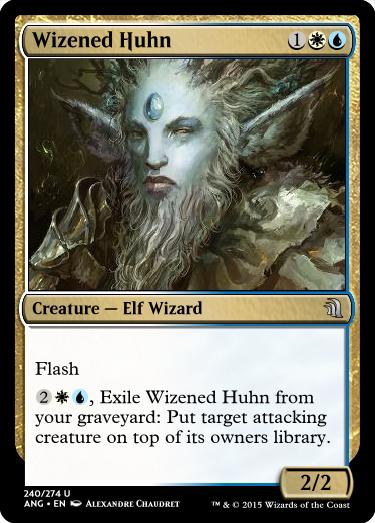 Wizened Huhn 1
Creature — Elf Wizard
Flash
2, Exile Wizened Huhn from
your graveyard: Put target attacking
creature on top of its owners library.
2/2
240/274 U
ANG • EN Alexandre Chaudret
™ & © 2015 Wizards of the Coast